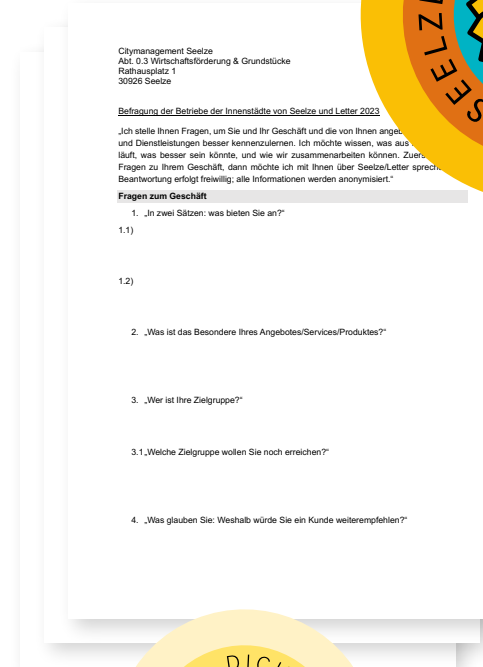 Citymanagement Seelze
Abt. 0.3 Wirtschaftsförderung & Grundstücke
Rathausplatz 1
30926 Seelze
Befragung der Betriebe der Innenstädte von Seelze und Letter 2023
„Ich stelle Ihnen Fragen, um Sie und Ihr Geschäft und die von Ihnen
und Dienstleistungen besser kennenzulernen. Ich möchte wissen, was aus
läuft, was besser sein könnte, und wie wir zusammenarbeiten können.
Fragen zu Ihrem Geschäft, dann möchte ich mit Ihnen über Seelze/Letter
Beantwortung erfolgt freiwillig; alle Informationen werden anonymisiert.“
Fragen zum Geschäft
1. „In zwei Sätzen: was bieten Sie an?“
1.1)
1.2)
2. „Was ist das Besondere Ihres Angebotes/Services/Produktes?“
3. „Wer ist Ihre Zielgruppe?“
3.1„Welche Zielgruppe wollen Sie noch erreichen?“
4. „Was glauben Sie: Weshalb würde Sie ein Kunde weiterempfehlen?“